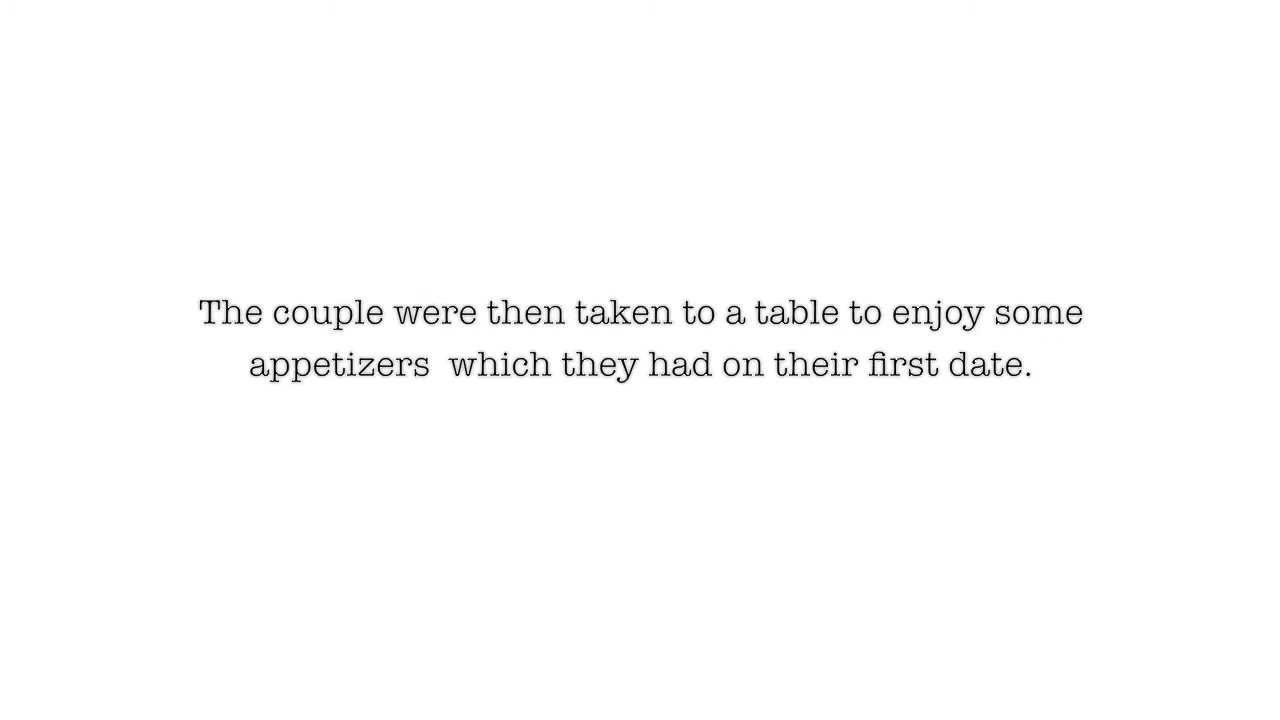 The couple were then taken to a table to enjoy some
appetizers  which they had on their first date.